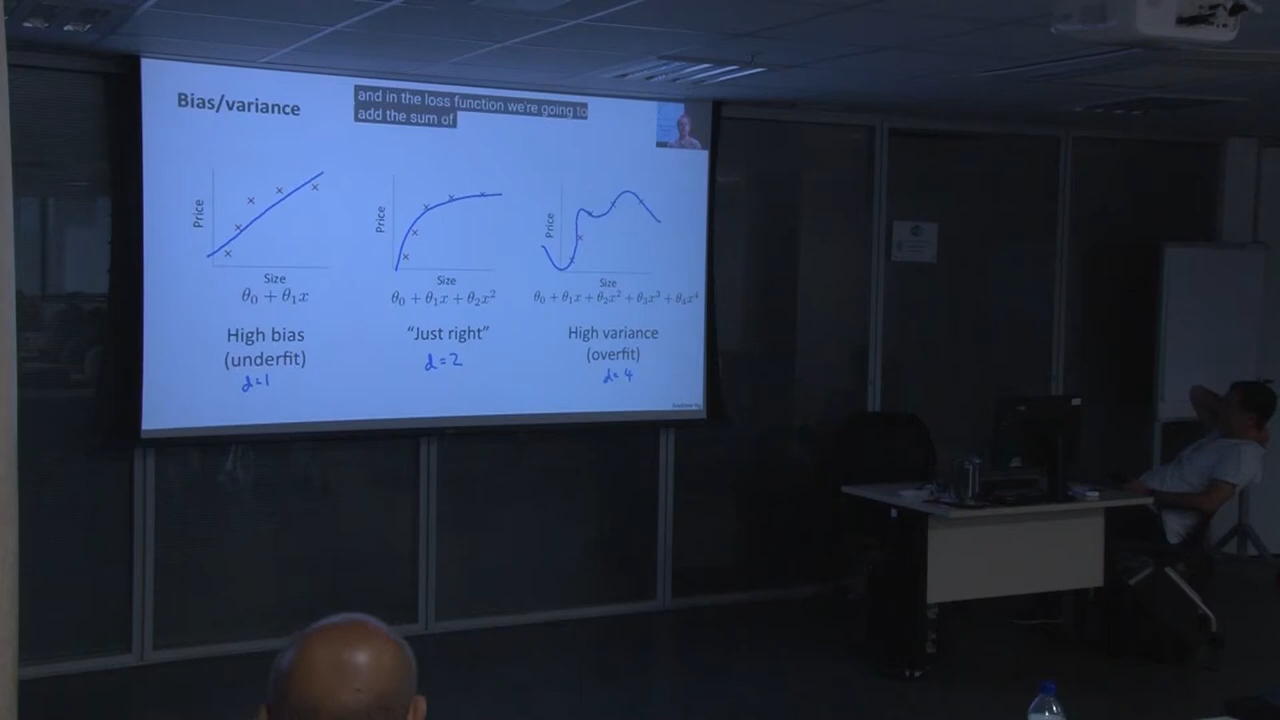 Bias/variance
and in the loss function we're going to
add the sum of
Price
Size
θ₀ + θ₁x
High bias
(underfit)
d=1
Price
Size
θ₀ + θ₁x + θ₂x²
"Just right"
d=2
Price
Size
θ₀ + θ₁x + θ₂x² + θ₃x³ + θ₄x⁴
High variance
(overfit)
d=4
Andrew Ng